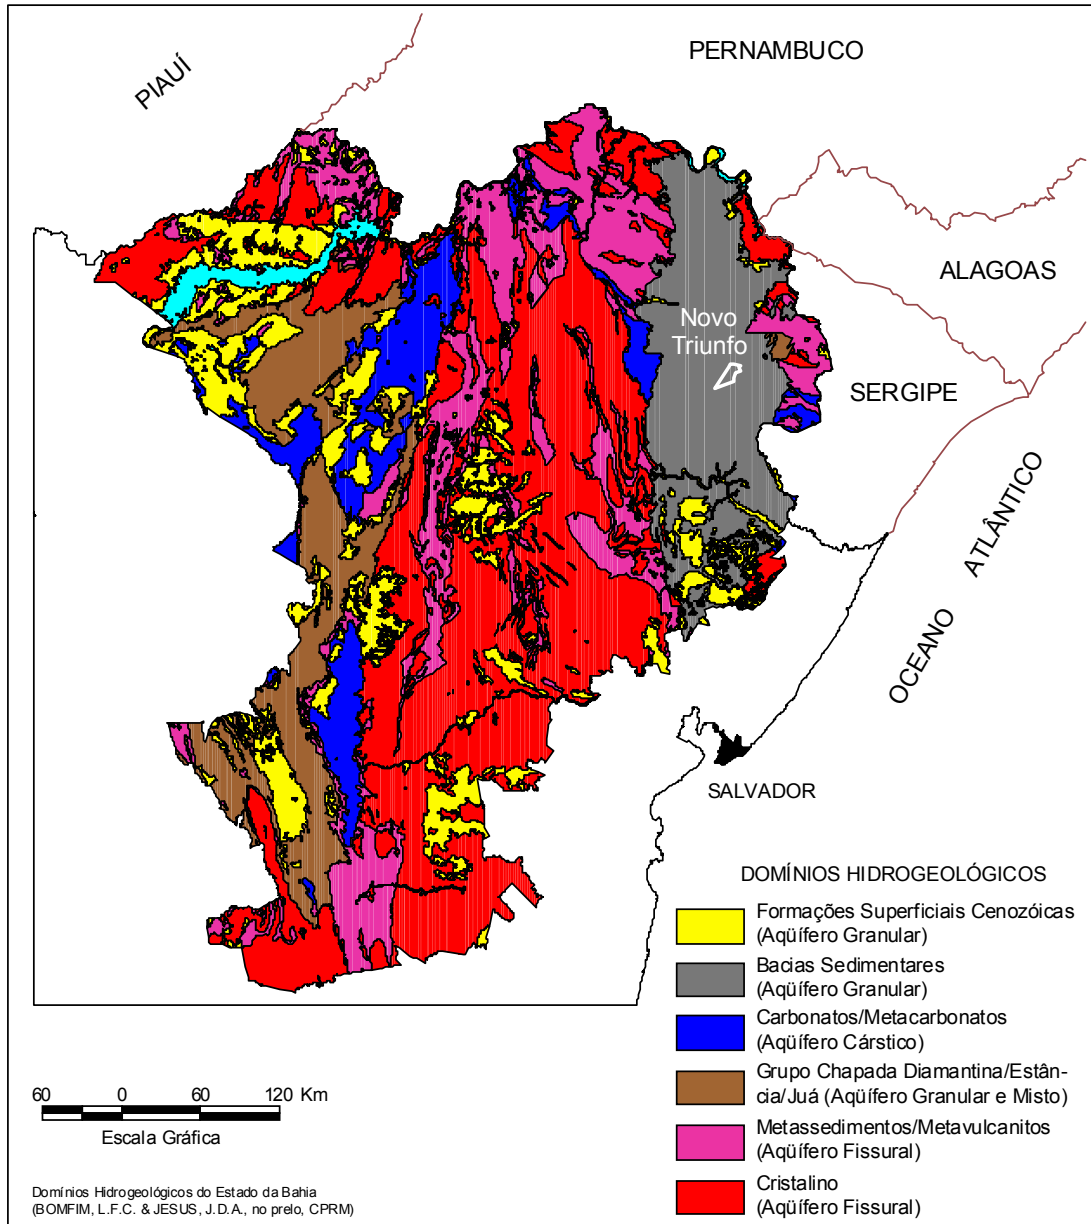 PIAUÍ
PERNAMBUCO
ALAGOAS
Novo
Triunfo
SERGIPE
OCEANO ATLÂNTICO
SALVADOR
DOMÍNIOS HIDROGEOLÓGICOS
Formações Superficiais Cenozóicas
(Aqüífero Granular)
Bacias Sedimentares
(Aqüífero Granular)
Carbonatos/Metacarbonatos
(Aqüífero Cárstico)
Grupo Chapada Diamantina/Estân-
cia/Juá (Aqüífero Granular e Misto)
Metassedimentos/Metavulcanitos
(Aqüífero Fissural)
Cristalino
(Aqüífero Fissural)
60 0 60 120 Km
Escala Gráfica
Domínios Hidrogeológicos do Estado da Bahia
(BOMFIM, L.F.C. & JESUS, J.D.A., no prelo, CPRM)